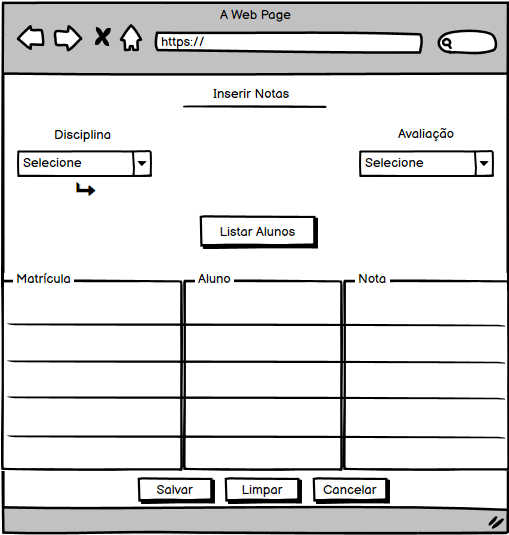 A Web Page
https://
Inserir Notas
Disciplina
Avaliação
Selecione
Selecione
Listar Alunos
Matrícula
Aluno
Nota
Salvar
Limpar
Cancelar